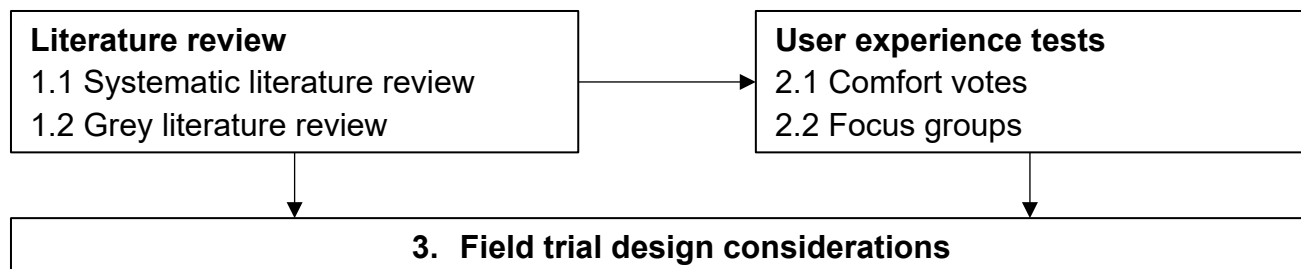 Literature review
1.1 Systematic literature review
1.2 Grey literature review
User experience tests
2.1 Comfort votes
2.2 Focus groups
3. Field trial design considerations